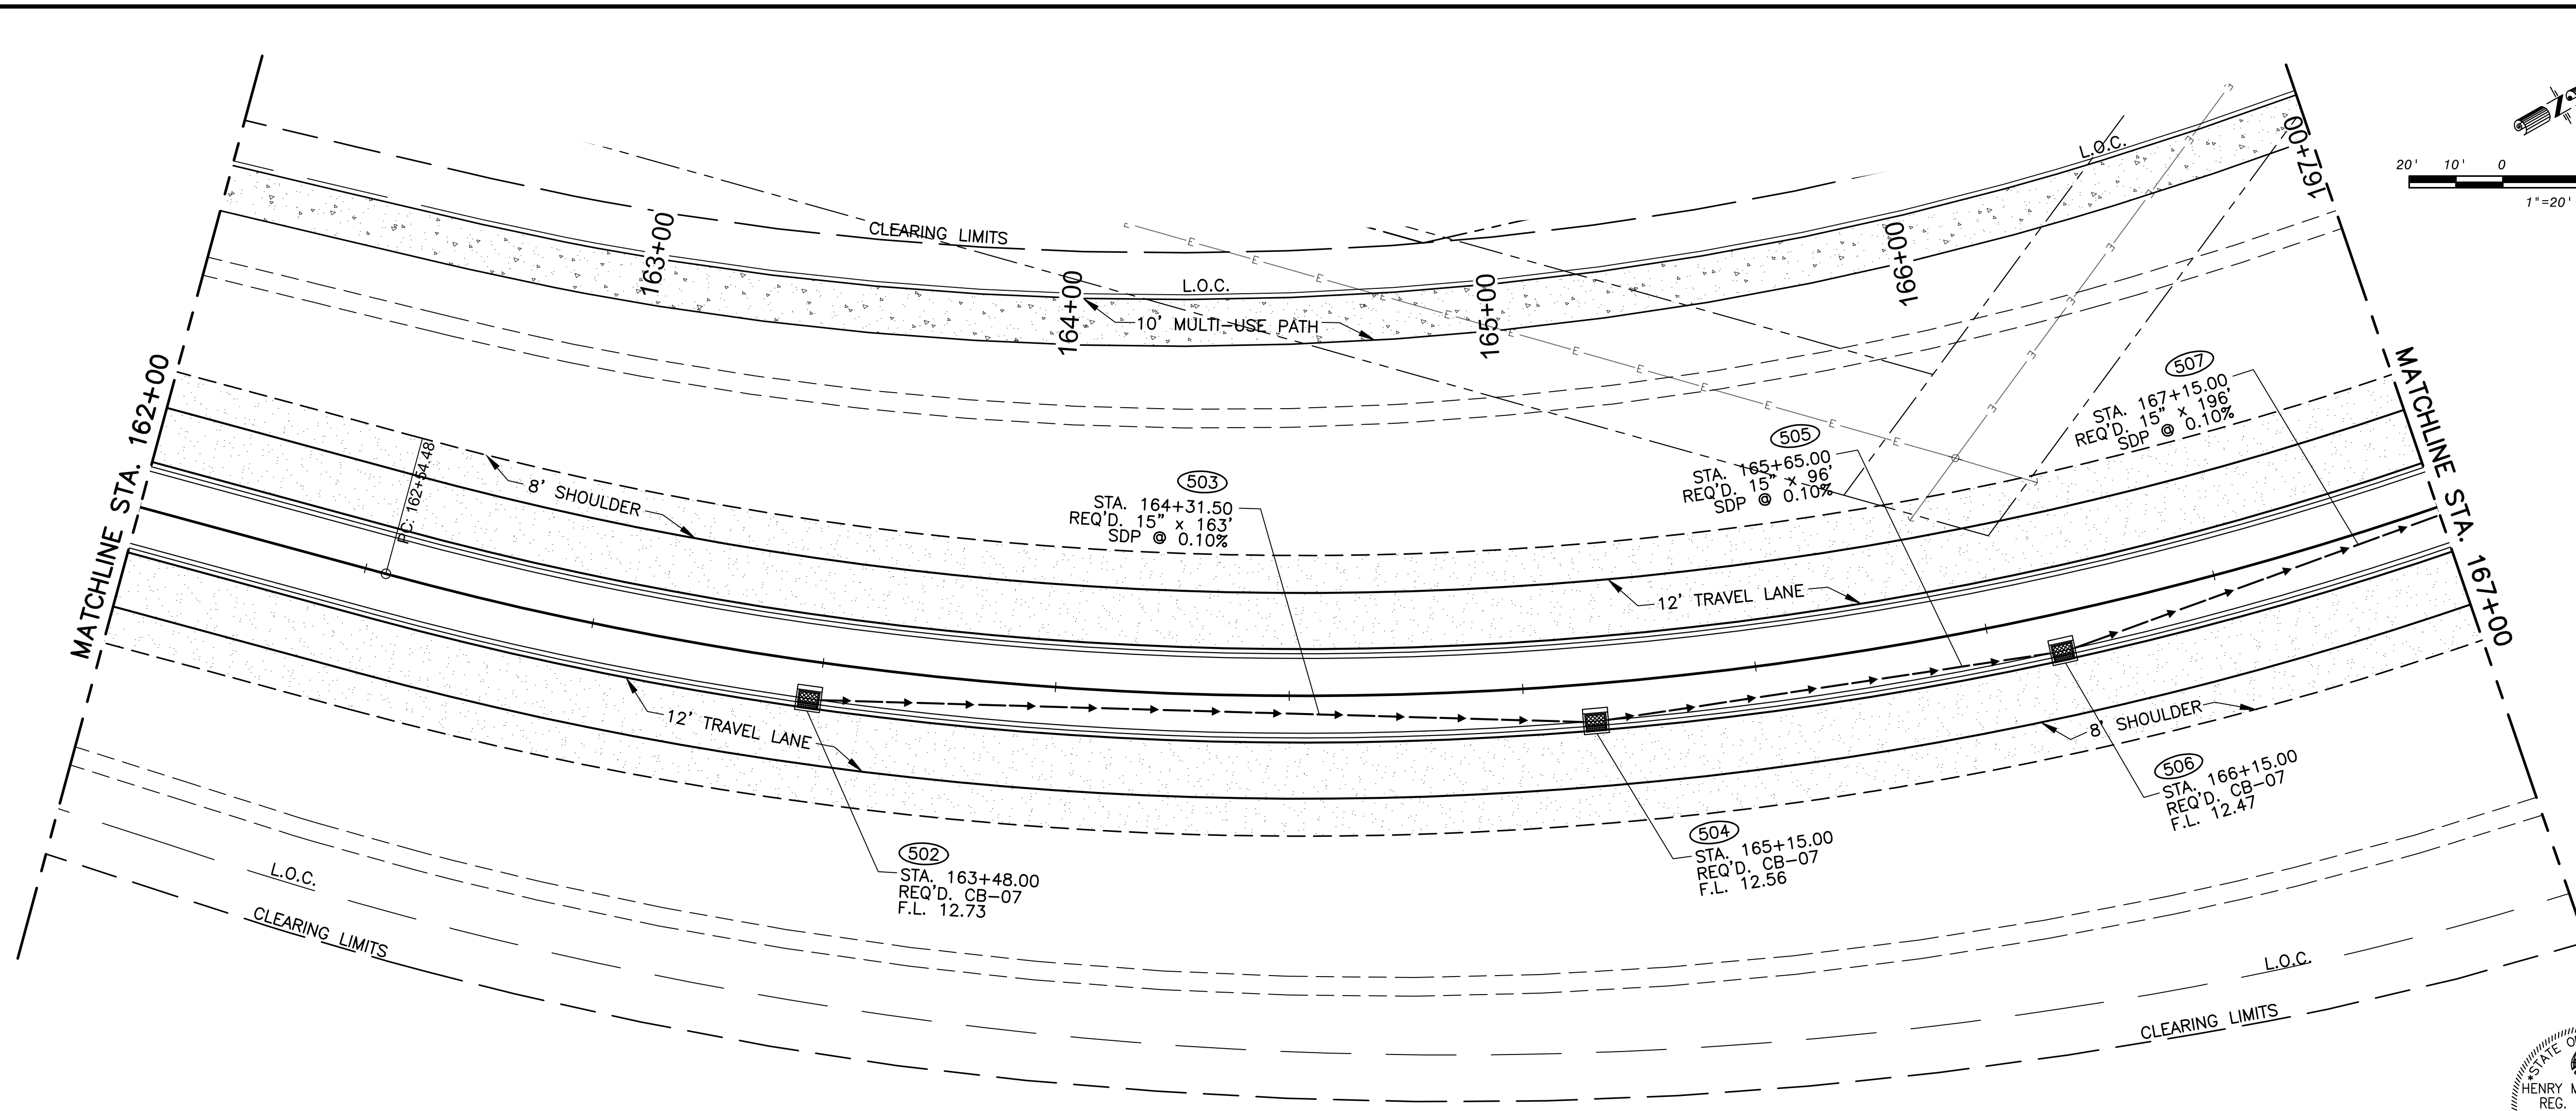 MATCHLINE STA. 162+00
163+00
164+00
165+00
166+00
167+00
MATCHLINE STA. 167+00
CLEARING LIMITS
L.O.C.
L.O.C.
10' MULTI-USE PATH
20' 10' 0
1"=20'
P.C. 162+54.48
8' SHOULDER
503
STA. 164+31.50
REQ'D. 15" x 163'
SDP @ 0.10%
505
STA. 165+65.00
REQ'D. 15" x 96'
SDP @ 0.10%
507
STA. 167+15.00
REQ'D. 15" x 196'
SDP @ 0.10%
12' TRAVEL LANE
12' TRAVEL LANE
8' SHOULDER
502
STA. 163+48.00
REQ'D. CB-07
F.L. 12.73
504
STA. 165+15.00
REQ'D. CB-07
F.L. 12.56
506
STA. 166+15.00
REQ'D. CB-07
F.L. 12.47
L.O.C.
CLEARING LIMITS
L.O.C.
CLEARING LIMITS
E E E E E E E E E E E E
E E E E E E
*STATE
HENRY
REG.